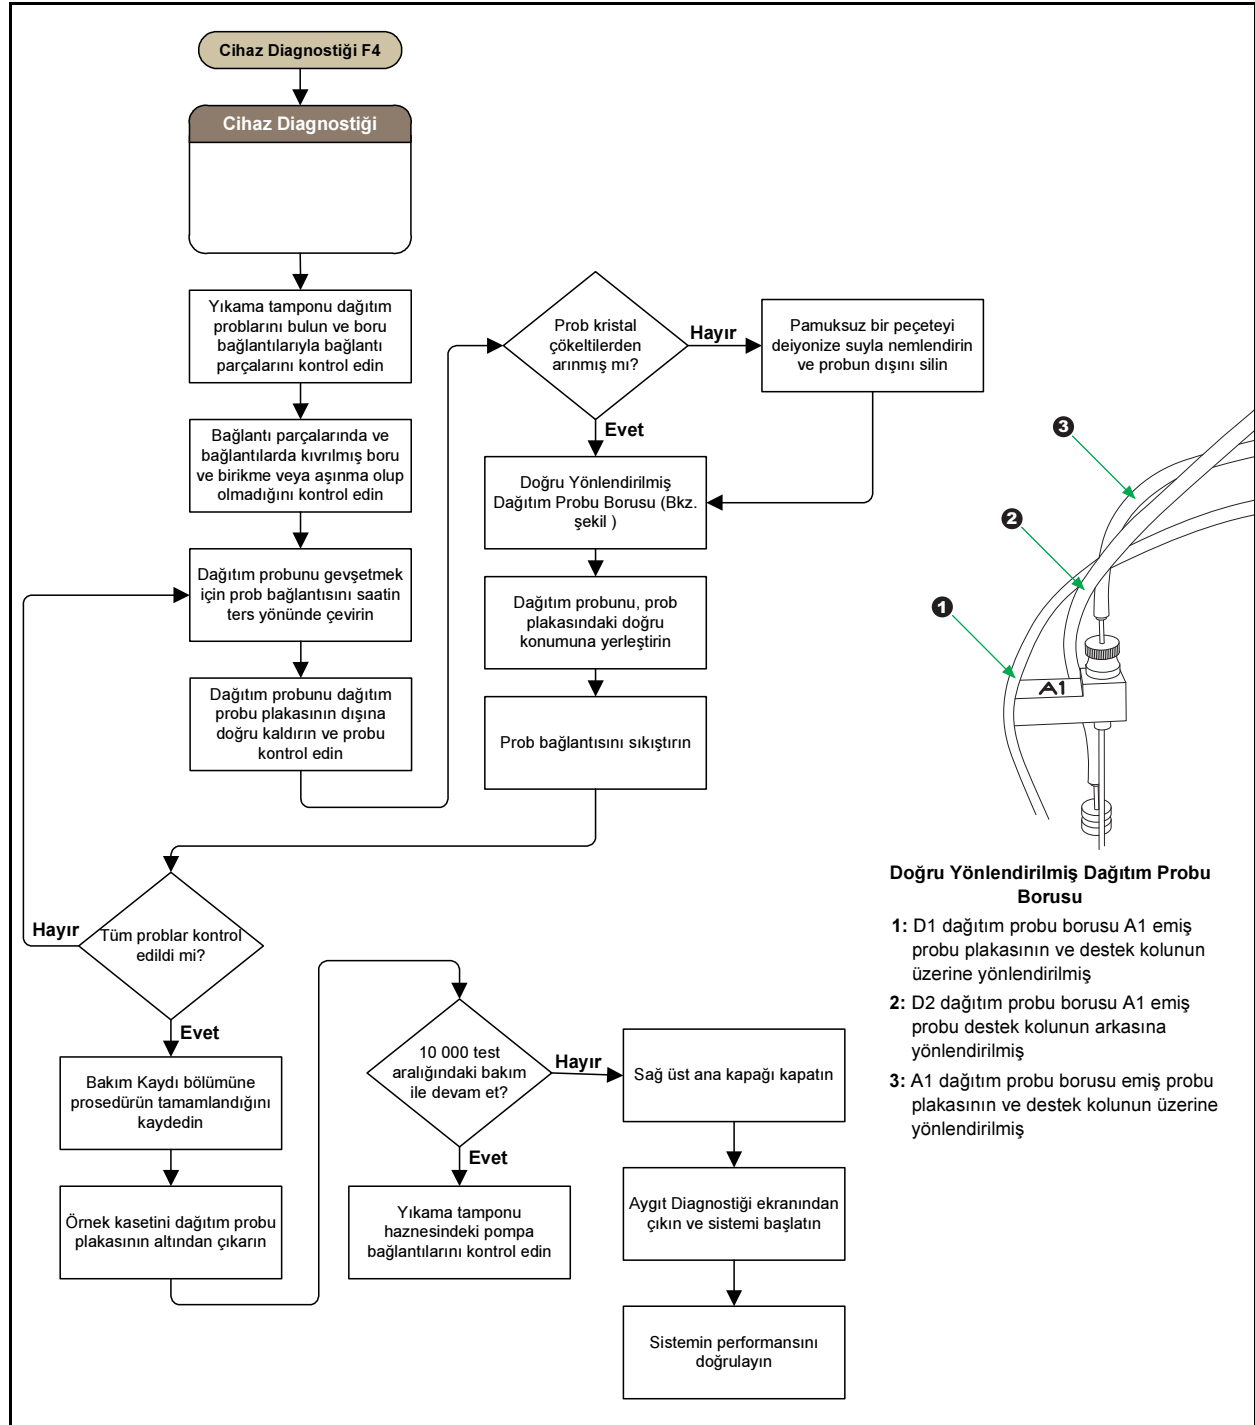 Cihaz Diagnostiği F4
Cihaz Diagnostiği
Yıkama tamponu dağıtım
problarını bulun ve boru
bağlantılarıyla bağlantı
parçalarını kontrol edin
Bağlantı parçalarında ve
bağlantılarda kıvrılmış boru
ve birikme veya aşınma olup
olmadığını kontrol edin
Dağıtım probunu gevşetmek
için prob bağlantısını saatin
ters yönünde çevirin
Dağıtım probunu dağıtım
probu plakasının dışına
doğru kaldırın ve probu
kontrol edin
Prob kristal
çökeltilerden
arınmış mı?
Hayır
Pamuksuz bir peçeteyi
deiyonize suyla nemlendirin
ve probun dışını silin
Evet
Doğru Yönlendirilmiş
Dağıtım Probu Borusu (Bkz.
şekil )
Dağıtım probunu, prob
plakasındaki doğru
konumuna yerleştirin
Prob bağlantısını sıkıştırın
Tüm problar kontrol
edildi mi?
Hayır
Evet
Bakım Kaydı bölümüne
prosedürün tamamlandığını
kaydedin
Örnek kasetini dağıtım probu
plakasının altından çıkarın
10 000 test
aralığındaki bakım
ile devam et?
Hayır
Evet
Yıkama tamponu
haznesindeki pompa
bağlantılarını kontrol edin
Sağ üst ana kapağı kapatın
Aygıt Diagnostiği ekranından
çıkın ve sistemi başlatın
Sistemin performansını
doğrulayın
3
2
1
A1
Doğru Yönlendirilmiş Dağıtım Probu
Borusu
1: D1 dağıtım probu borusu A1 emiş
probu plakasının ve destek kolunun
üzerine yönlendirilmiş
2: D2 dağıtım probu borusu A1 emiş
probu destek kolunun arkasına
yönlendirilmiş
3: A1 dağıtım probu borusu emiş probu
plakasının ve destek kolunun üzerine
yönlendirilmiş